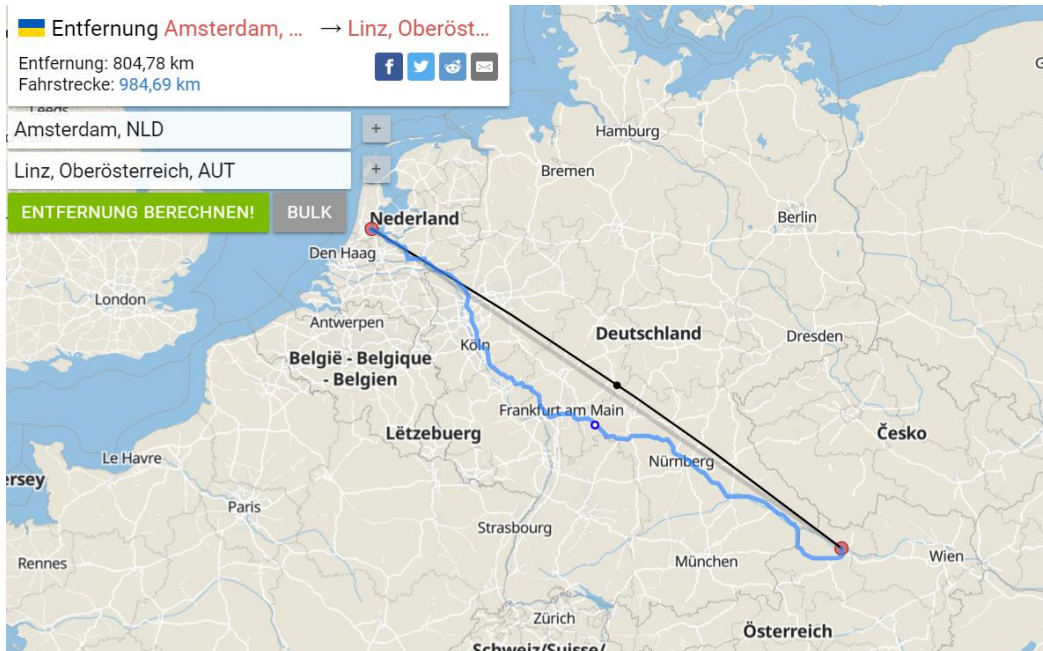 Entfernung Amsterdam, ... → Linz, Oberöst...
Entfernung: 804,78 km
Fahrstrecke: 984,69 km
Leeds
Amsterdam, NLD
+
Linz, Oberösterreich, AUT
+
ENTFERNUNG BERECHNEN!
BULK
Hamburg
Bremen
Nederland
Berlin
Den Haag
London
Antwerpen
Deutschland
Dresden
Köln
België - Belgique
- Belgien
Frankfurt am Main
Lëtzebuerg
Česko
Le Havre
Nürnberg
ersey
Paris
Strasbourg
Rennes
München
Wien
Zürich
Österreich
Schweiz/Suisse/